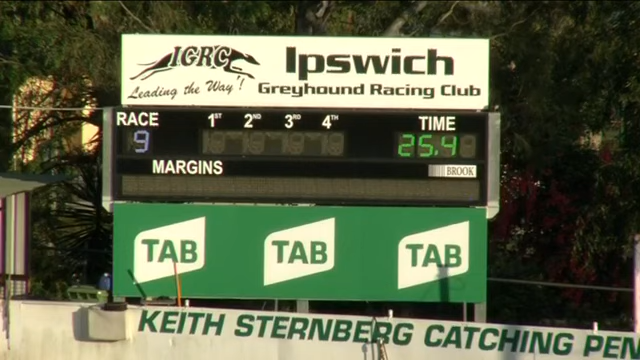 IGRC
Leading the Way!
Ipswich
Greyhound Racing Club
RACE 1ST 2ND 3RD 4TH TIME
9 25.4
MARGINS BROOK
TAB TAB TAB
KEITH STERNBERG CATCHING PEN